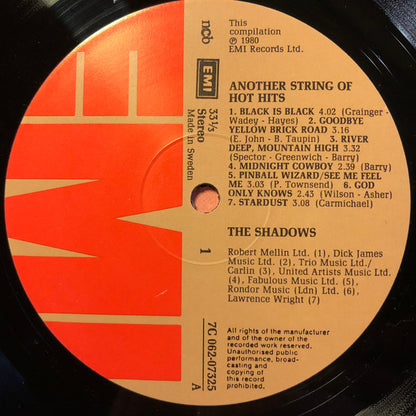 This
compilation
℗ 1980
EMI Records Ltd.
ncb
EMI
33⅓
Stereo
Made in Sweden
ANOTHER STRING OF
HOT HITS
1. BLACK IS BLACK 4.02 (Grainger -
Wadey - Hayes) 2. GOODBYE
YELLOW BRICK ROAD 3.16
(E. John - B. Taupin) 3. RIVER
DEEP, MOUNTAIN HIGH 3.32
(Spector - Greenwich - Barry)
4. MIDNIGHT COWBOY 2.39 (Barry)
5. PINBALL WIZARD/SEE ME FEEL
ME 3.03 (P. Townsend) 6. GOD
ONLY KNOWS 2.43 (Wilson - Asher)
7. STARDUST 3.08 (Carmichael)
THE SHADOWS
1
Robert Mellin Ltd. (1), Dick James
Music Ltd. (2), Trio Music Ltd./
Carlin (3), United Artists Music Ltd.
(4), Fabulous Music Ltd. (5),
Rondor Music (Ldn) Ltd. (6),
Lawrence Wright (7)
7C 062-07325
A
All rights of the manufacturer
and of the owner of the
recorded work reserved.
Unauthorised public
performance, broad-
casting and
copying of
this record
prohibited.
EMI